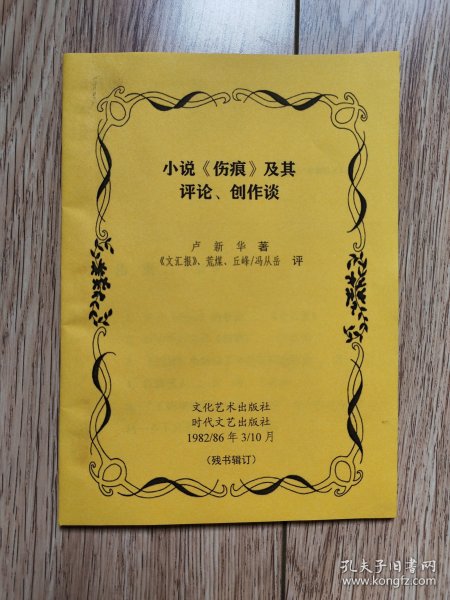 小说《伤痕》及其
评论、创作谈
卢新华 著
《文汇报》、荒煤、丘峰/冯从岳 评
文化艺术出版社
时代文艺出版社
1982/86 年 3/10 月
（残书辑订）
孔夫子旧书网
www.kongfz.com